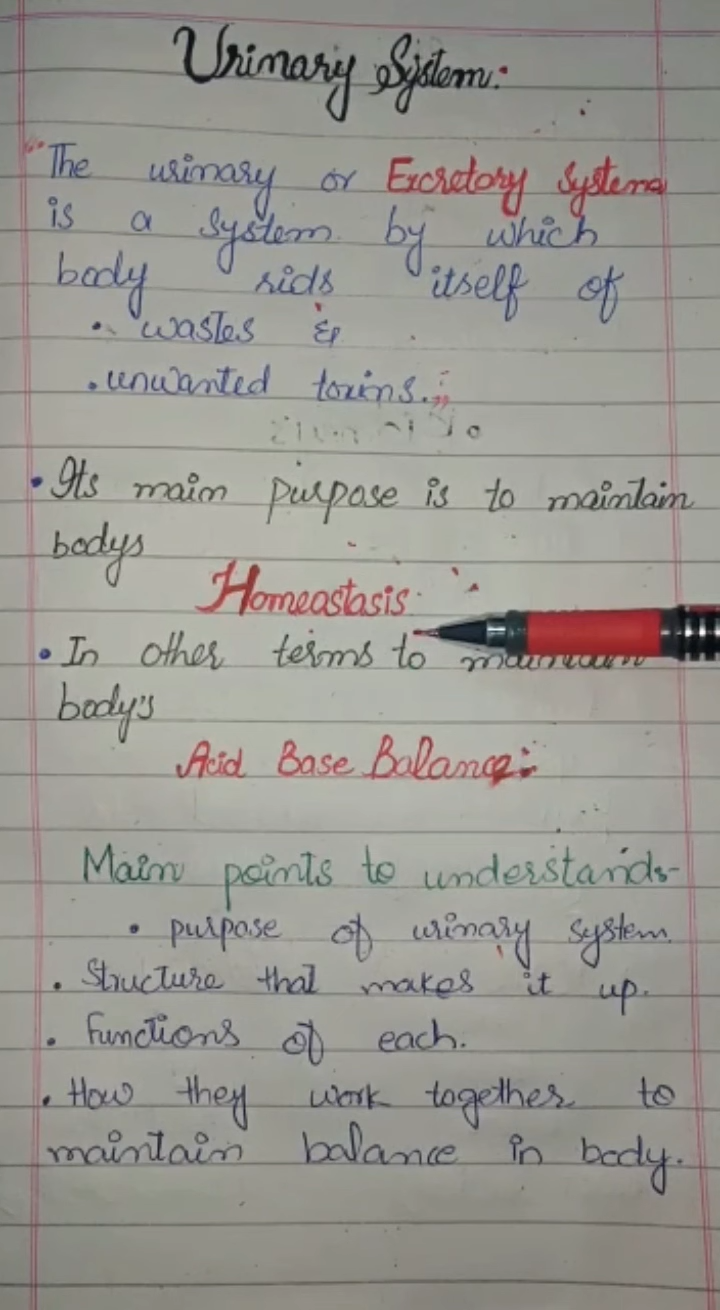 Urinary System:
"The urinary or Excretory System
is a system by which
body rids itself of
• wastes &
• unwanted toxins."
• Its main purpose is to maintain
bodys
Homeastasis
• In other terms to maintain
body's
Acid Base Balance:
Main points to understand:-
• purpose of urinary system.
• Structure that makes it up.
• Functions of each.
• How they work together to
maintain balance in body.